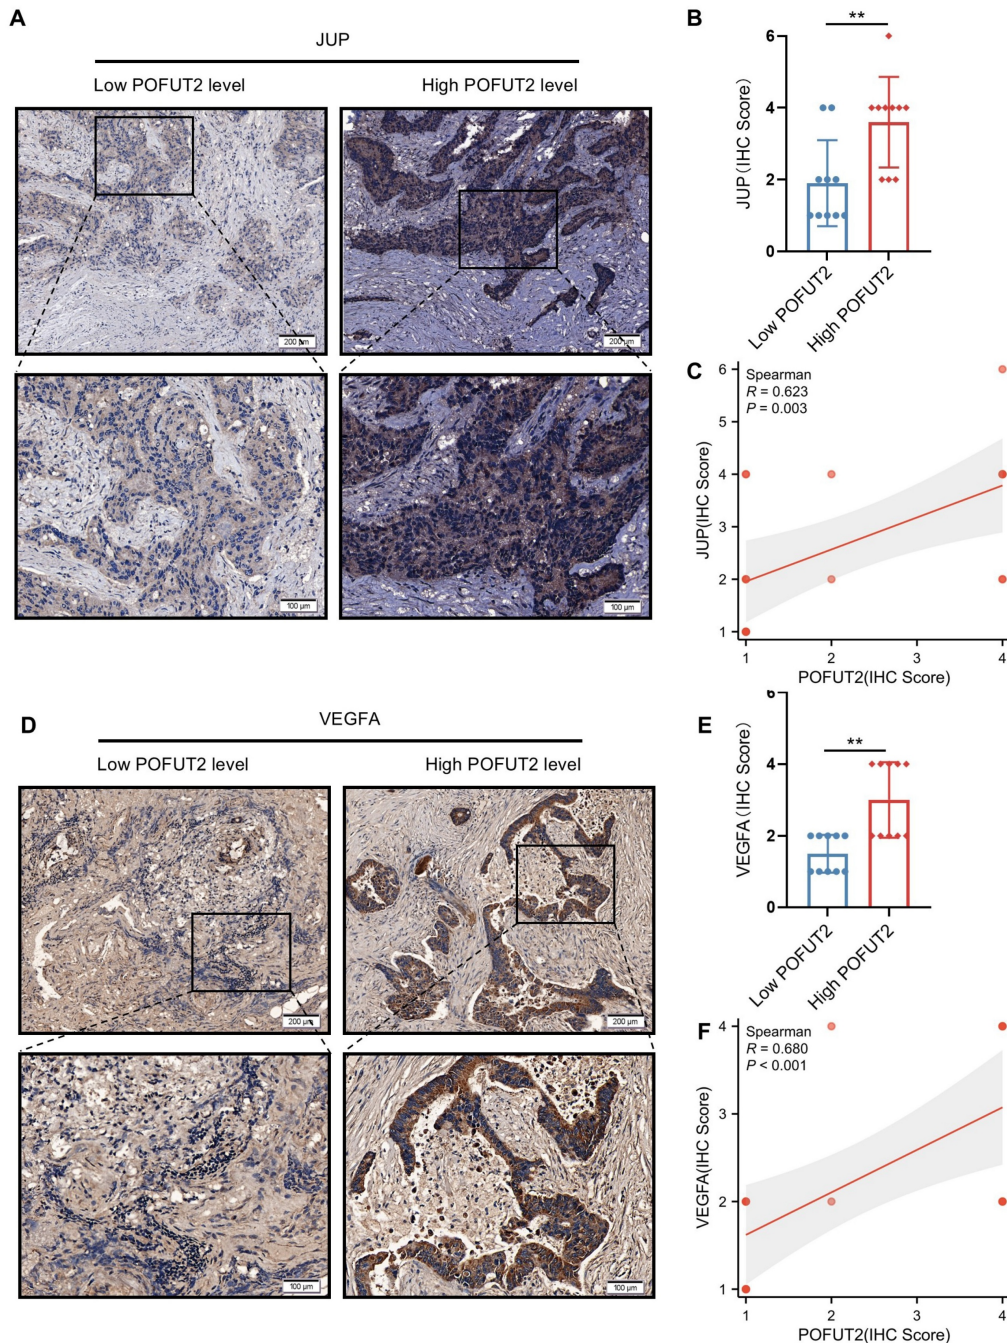 A
JUP
Low POFUT2 level
High POFUT2 level
200 μm
200 μm
100 μm
100 μm
B
**
6
4
2
0
JUP (IHC Score)
Low POFUT2
High POFUT2
C
Spearman
R = 0.623
P = 0.003
6
5
4
3
2
1
JUP(IHC Score)
1 2 3 4
POFUT2(IHC Score)
D
VEGFA
Low POFUT2 level
High POFUT2 level
200 μm
200 μm
100 μm
100 μm
E
**
6
4
2
0
VEGFA (IHC Score)
Low POFUT2
High POFUT2
F
Spearman
R = 0.680
P < 0.001
4
3
2
1
VEGFA(IHC Score)
1 2 3 4
POFUT2(IHC Score)